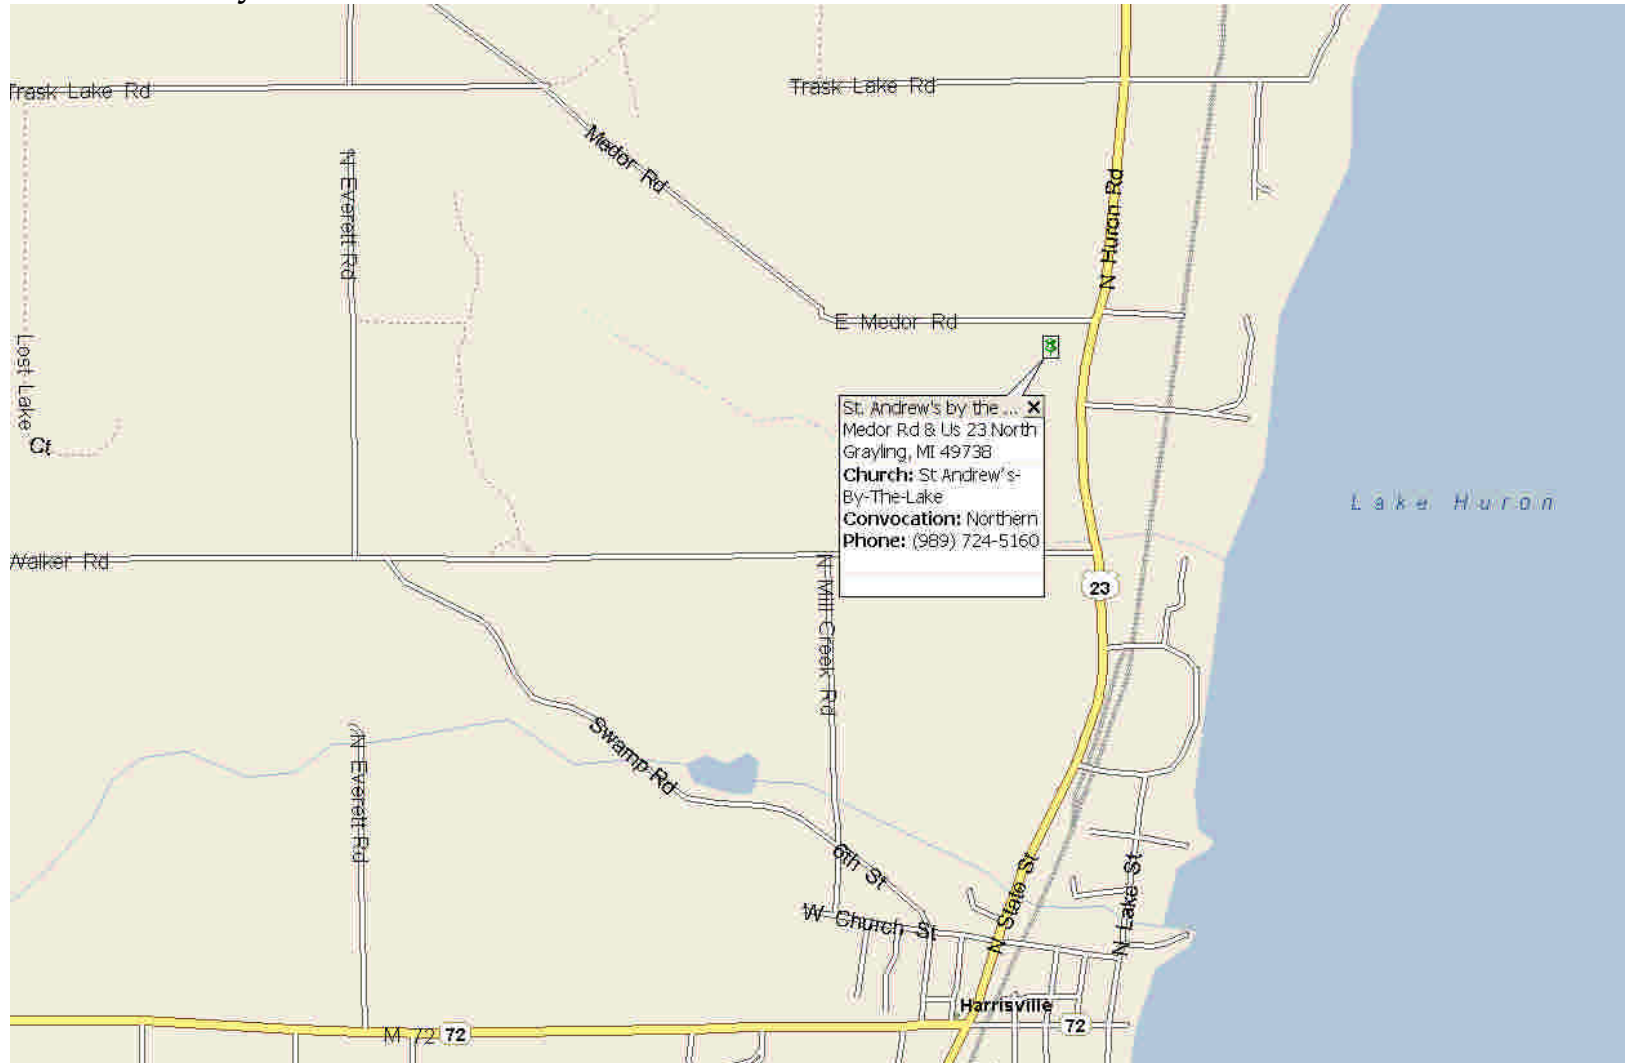 Trask Lake Rd
Trask Lake Rd
Medor Rd
N Everett Rd
N Huron Rd
E Medor Rd
Lost Lake
Ct
St. Andrew's by the ...
Medor Rd & Us 23 North
Grayling, MI 49738
Church: St Andrew's-
By-The-Lake
Convocation: Northern
Phone: (989) 724-5160
Lake Huron
Walker Rd
23
N Mill Creek Rd
Swamp Rd
N Everett Rd
6th St
W Church St
N State St
N Lake St
Harrisville
M 72
72
72